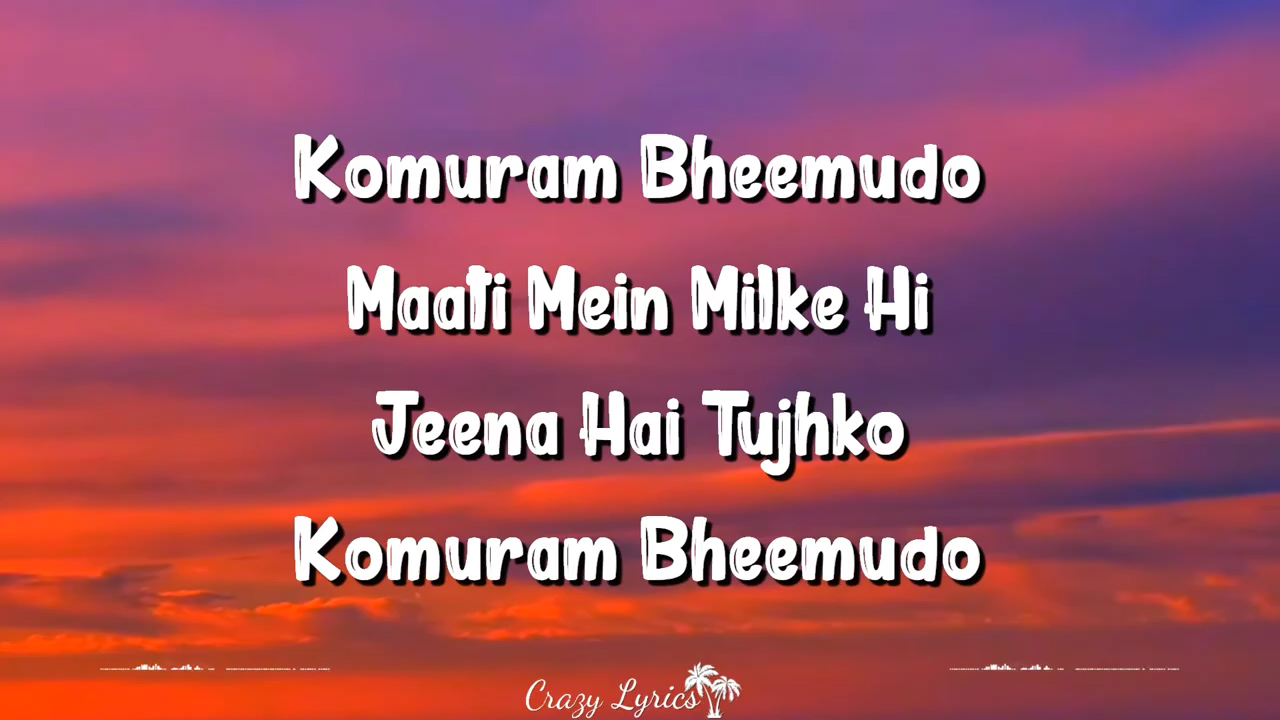 Komuram Bheemudo
Maati Mein Milke Hi
Jeena Hai Tujhko
Komuram Bheemudo
Crazy Lyrics